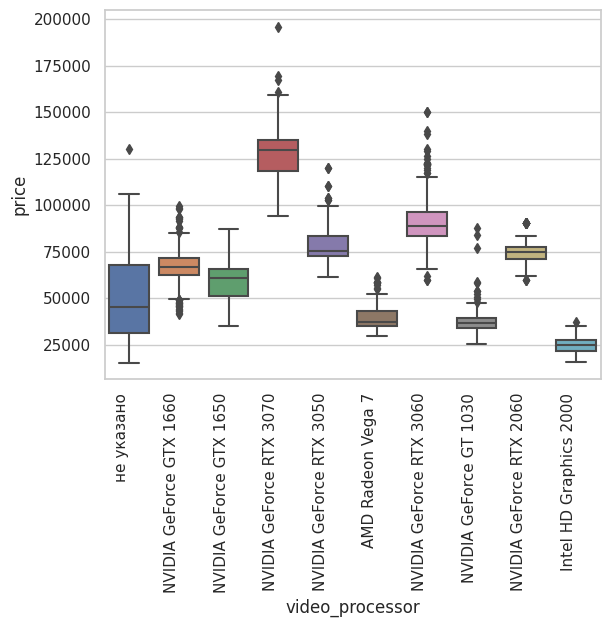 200000
175000
150000
125000
100000
75000
50000
25000
price
не указано
NVIDIA GeForce GTX 1660
NVIDIA GeForce GTX 1650
NVIDIA GeForce RTX 3070
NVIDIA GeForce RTX 3050
AMD Radeon Vega 7
NVIDIA GeForce RTX 3060
NVIDIA GeForce GT 1030
NVIDIA GeForce RTX 2060
Intel HD Graphics 2000
video_processor